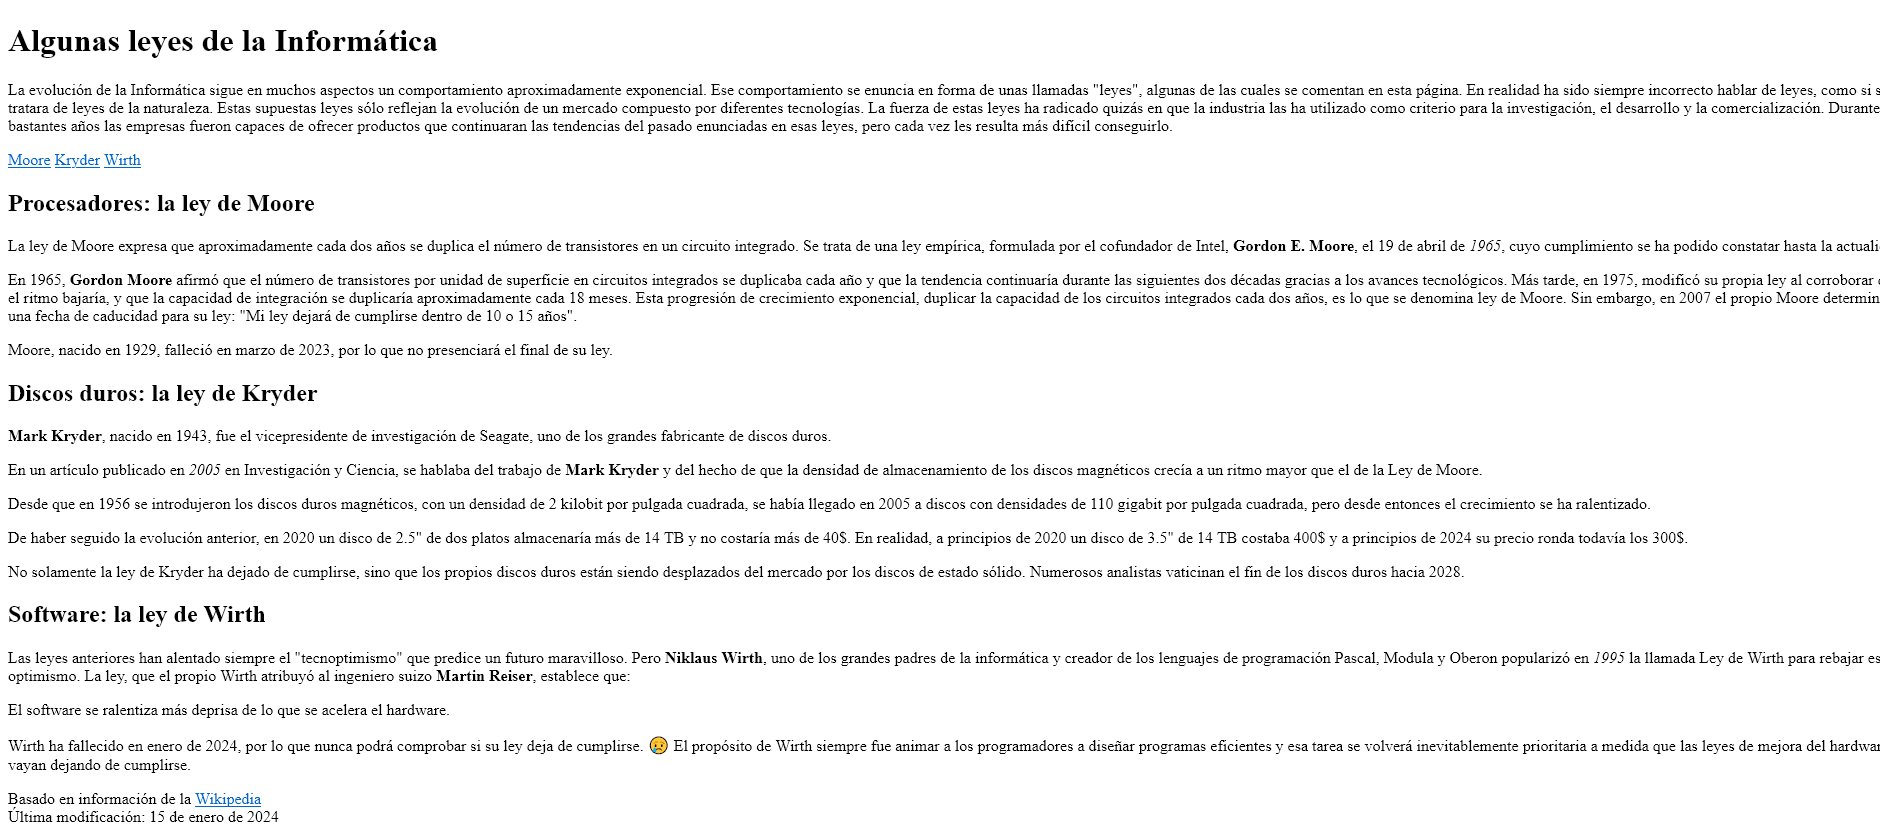 Algunas leyes de la Informática
La evolución de la Informática sigue en muchos aspectos un comportamiento aproximadamente exponencial. Ese comportamiento se enuncia en forma de unas llamadas "leyes", algunas de las cuales se comentan en esta página. En realidad ha sido siempre incorrecto hablar de leyes, como si
tratara de leyes de la naturaleza. Estas supuestas leyes sólo reflejan la evolución de un mercado compuesto por diferentes tecnologías. La fuerza de estas leyes ha radicado quizás en que la industria las ha utilizado como criterio para la investigación, el desarrollo y la comercialización. Durante
bastantes años las empresas fueron capaces de ofrecer productos que continuaran las tendencias del pasado enunciadas en esas leyes, pero cada vez les resulta más difícil conseguirlo.
Moore Kryder Wirth
Procesadores: la ley de Moore
La ley de Moore expresa que aproximadamente cada dos años se duplica el número de transistores en un circuito integrado. Se trata de una ley empírica, formulada por el cofundador de Intel, Gordon E. Moore, el 19 de abril de 1965, cuyo cumplimiento se ha podido constatar hasta la
En 1965, Gordon Moore afirmó que el número de transistores por unidad de superficie en circuitos integrados se duplicaba cada año y que la tendencia continuaría durante las siguientes dos décadas gracias a los avances tecnológicos. Más tarde, en 1975, modificó su propia ley al corroborar
el ritmo bajaría, y que la capacidad de integración se duplicaría aproximadamente cada 18 meses. Esta progresión de crecimiento exponencial, duplicar la capacidad de los circuitos integrados cada dos años, es lo que se denomina ley de Moore. Sin embargo, en 2007 el propio Moore
una fecha de caducidad para su ley: "Mi ley dejará de cumplirse dentro de 10 o 15 años".
Moore, nacido en 1929, falleció en marzo de 2023, por lo que no presenciará el final de su ley.
Discos duros: la ley de Kryder
Mark Kryder, nacido en 1943, fue el vicepresidente de investigación de Seagate, uno de los grandes fabricante de discos duros.
En un artículo publicado en 2005 en Investigación y Ciencia, se hablaba del trabajo de Mark Kryder y del hecho de que la densidad de almacenamiento de los discos magnéticos crecía a un ritmo mayor que el de la Ley de Moore.
Desde que en 1956 se introdujeron los discos duros magnéticos, con un densidad de 2 kilobit por pulgada cuadrada, se había llegado en 2005 a discos con densidades de 110 gigabit por pulgada cuadrada, pero desde entonces el crecimiento se ha ralentizado.
De haber seguido la evolución anterior, en 2020 un disco de 2.5" de dos platos almacenaría más de 14 TB y no costaría más de 40$. En realidad, a principios de 2020 un disco de 3.5" de 14 TB costaba 400$ y a principios de 2024 su precio ronda todavía los 300$.
No solamente la ley de Kryder ha dejado de cumplirse, sino que los propios discos duros están siendo desplazados del mercado por los discos de estado sólido. Numerosos analistas vaticinan el fin de los discos duros hacia 2028.
Software: la ley de Wirth
Las leyes anteriores han alentado siempre el "tecnoptimismo" que predice un futuro maravilloso. Pero Niklaus Wirth, uno de los grandes padres de la informática y creador de los lenguajes de programación Pascal, Modula y Oberon popularizó en 1995 la llamada Ley de Wirth para rebajar
optimismo. La ley, que el propio Wirth atribuyó al ingeniero suizo Martin Reiser, establece que:
El software se ralentiza más deprisa de lo que se acelera el hardware.
Wirth ha fallecido en enero de 2024, por lo que nunca podrá comprobar si su ley deja de cumplirse. 😥 El propósito de Wirth siempre fue animar a los programadores a diseñar programas eficientes y esa tarea se volverá inevitablemente prioritaria a medida que las leyes de mejora del
vayan dejando de cumplirse.
Basado en información de la Wikipedia
Última modificación: 15 de enero de 2024